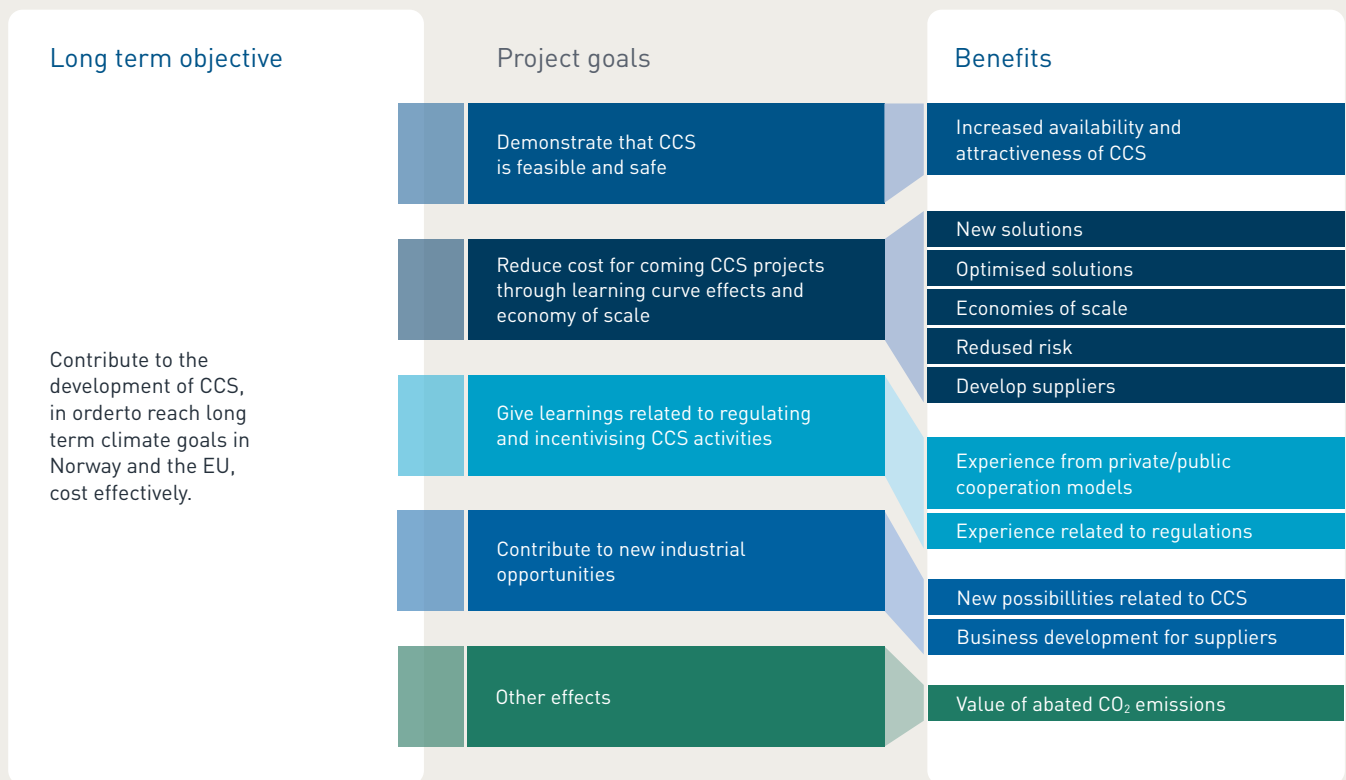 Long term objective
Contribute to the
development of CCS,
in orderto reach long
term climate goals in
Norway and the EU,
cost effectively.
Project goals
Demonstrate that CCS
is feasible and safe
Reduce cost for coming CCS projects
through learning curve effects and
economy of scale
Give learnings related to regulating
and incentivising CCS activities
Contribute to new industrial
opportunities
Other effects
Benefits
Increased availability and
attractiveness of CCS
New solutions
Optimised solutions
Economies of scale
Redused risk
Develop suppliers
Experience from private/public
cooperation models
Experience related to regulations
New possibillities related to CCS
Business development for suppliers
Value of abated CO₂ emissions